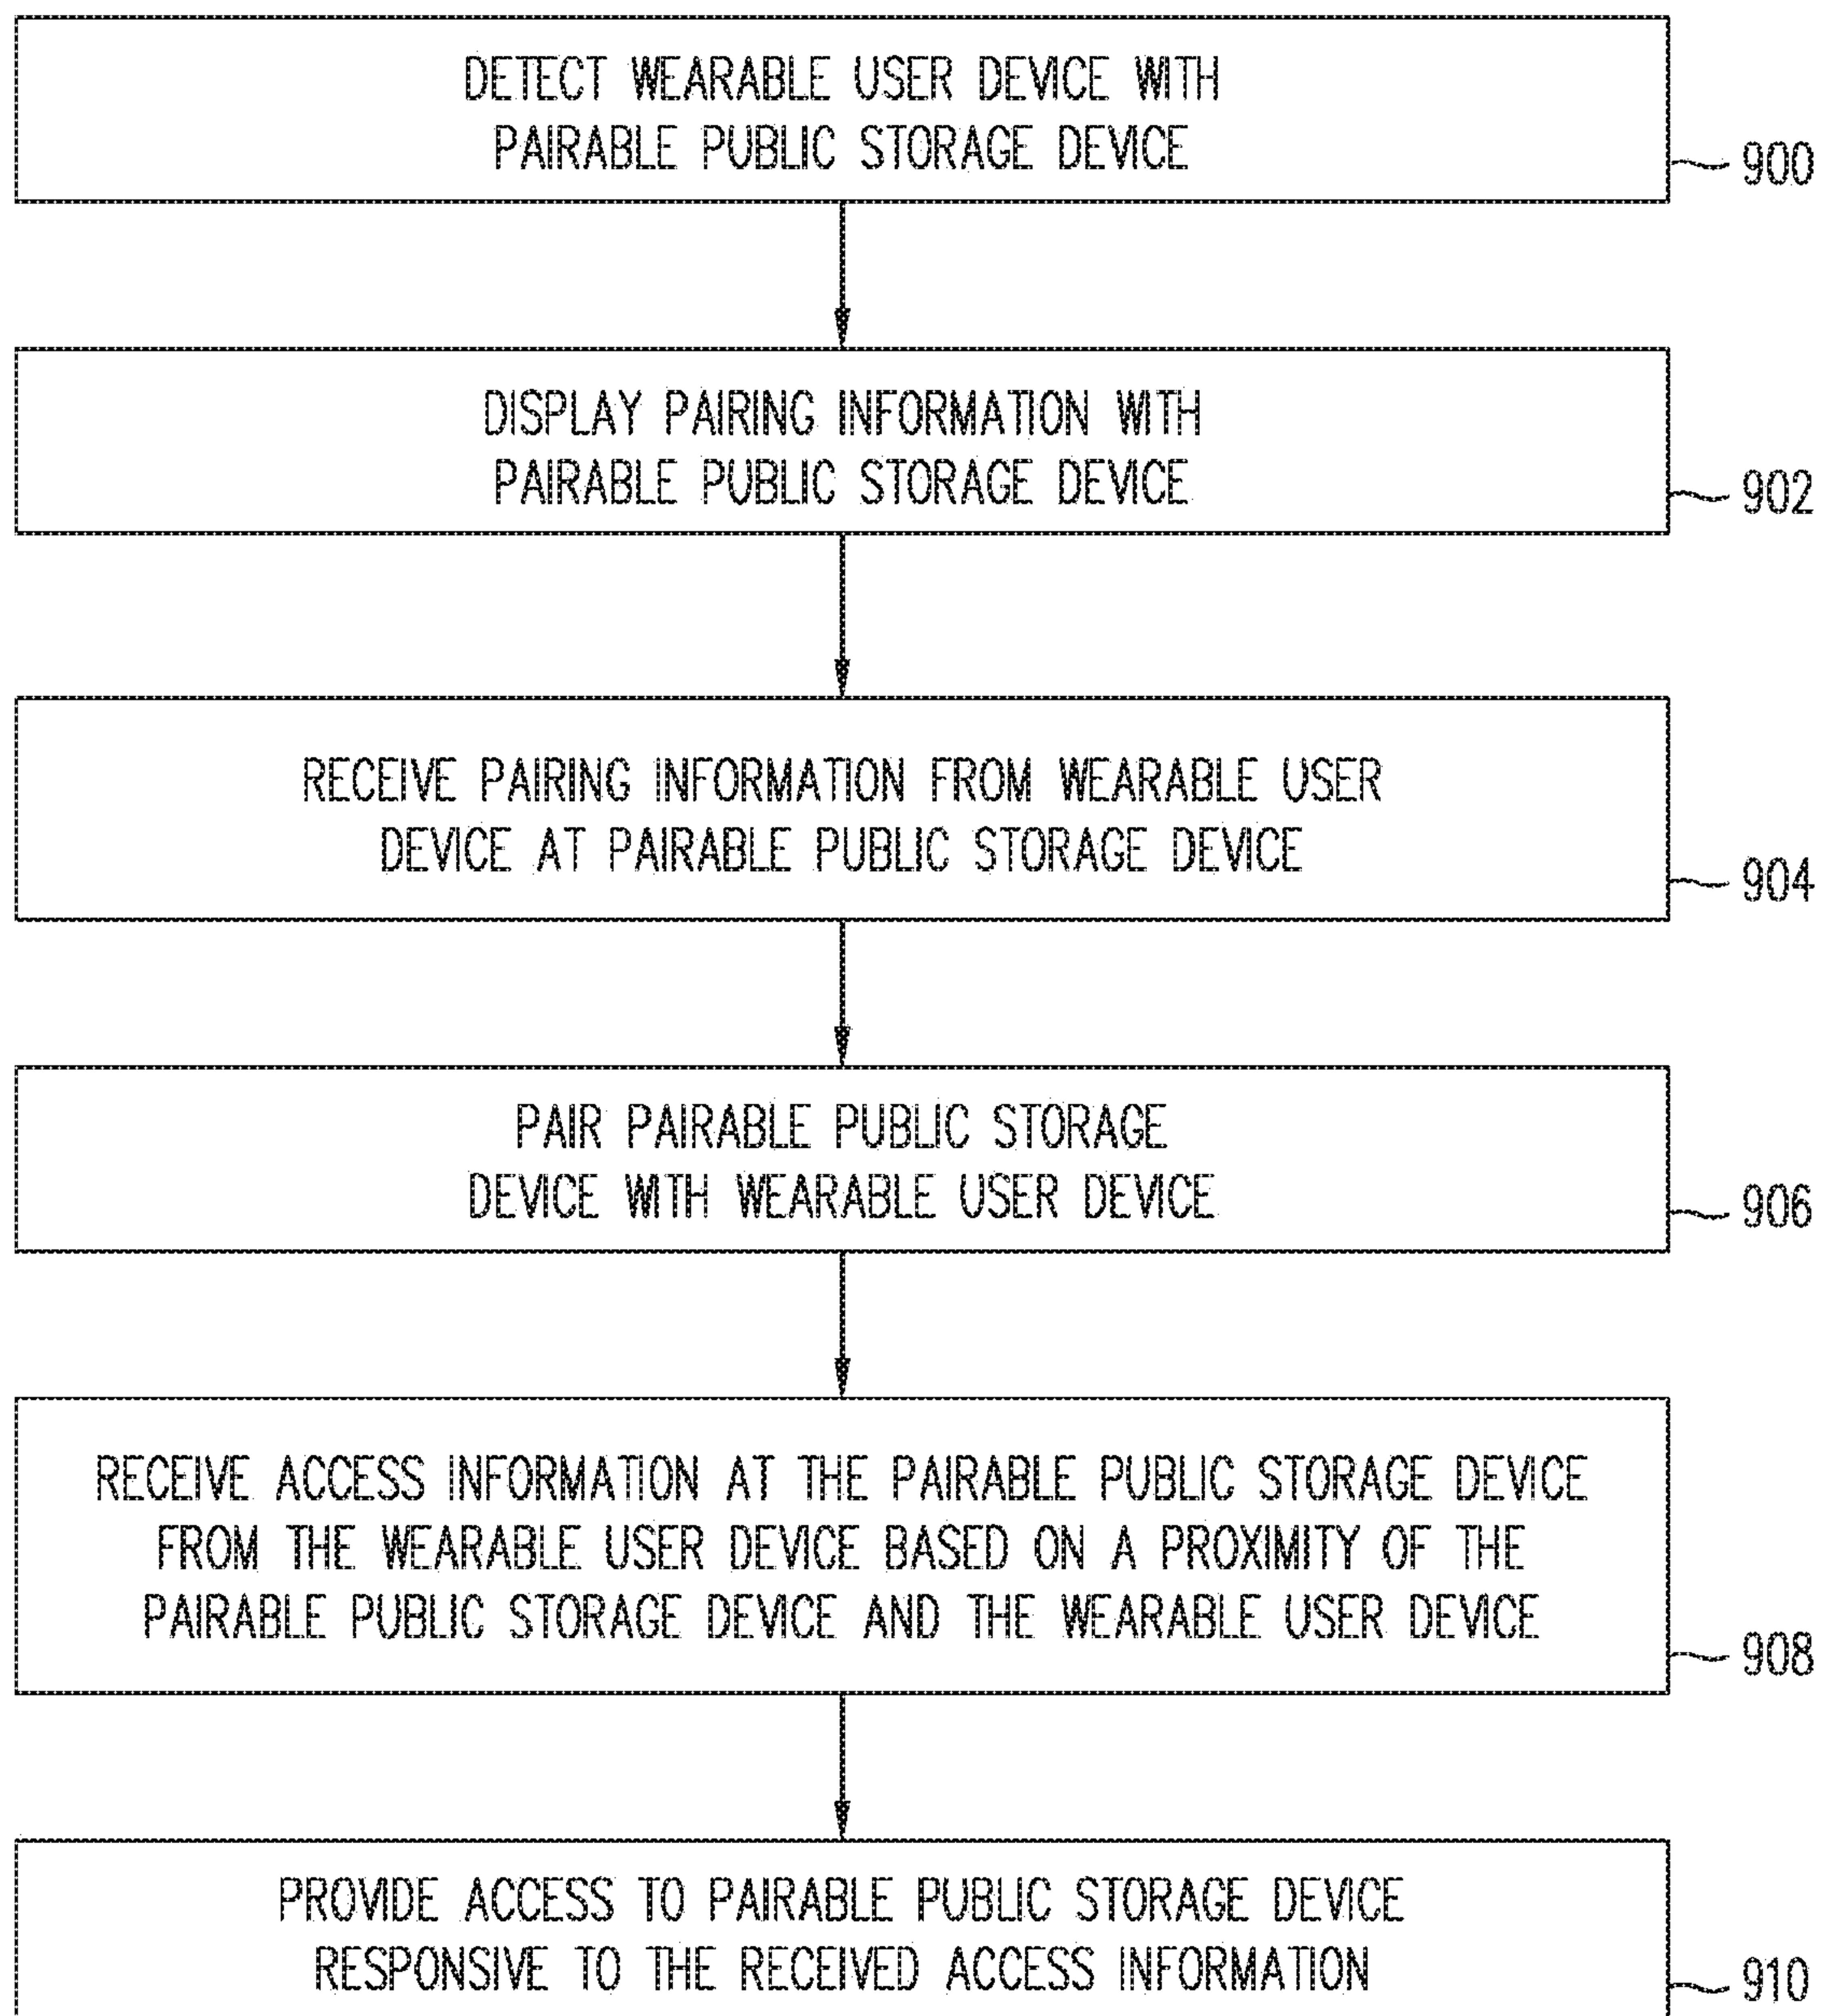 DETECT WEARABLE USER DEVICE WITH
PAIRABLE PUBLIC STORAGE DEVICE
900
DISPLAY PAIRING INFORMATION WITH
PAIRABLE PUBLIC STORAGE DEVICE
902
RECEIVE PAIRING INFORMATION FROM WEARABLE USER
DEVICE AT PAIRABLE PUBLIC STORAGE DEVICE
904
PAIR PAIRABLE PUBLIC STORAGE
DEVICE WITH WEARABLE USER DEVICE
906
RECEIVE ACCESS INFORMATION AT THE PAIRABLE PUBLIC STORAGE DEVICE
FROM THE WEARABLE USER DEVICE BASED ON A PROXIMITY OF THE
PAIRABLE PUBLIC STORAGE DEVICE AND THE WEARABLE USER DEVICE
908
PROVIDE ACCESS TO PAIRABLE PUBLIC STORAGE DEVICE
RESPONSIVE TO THE RECEIVED ACCESS INFORMATION
910